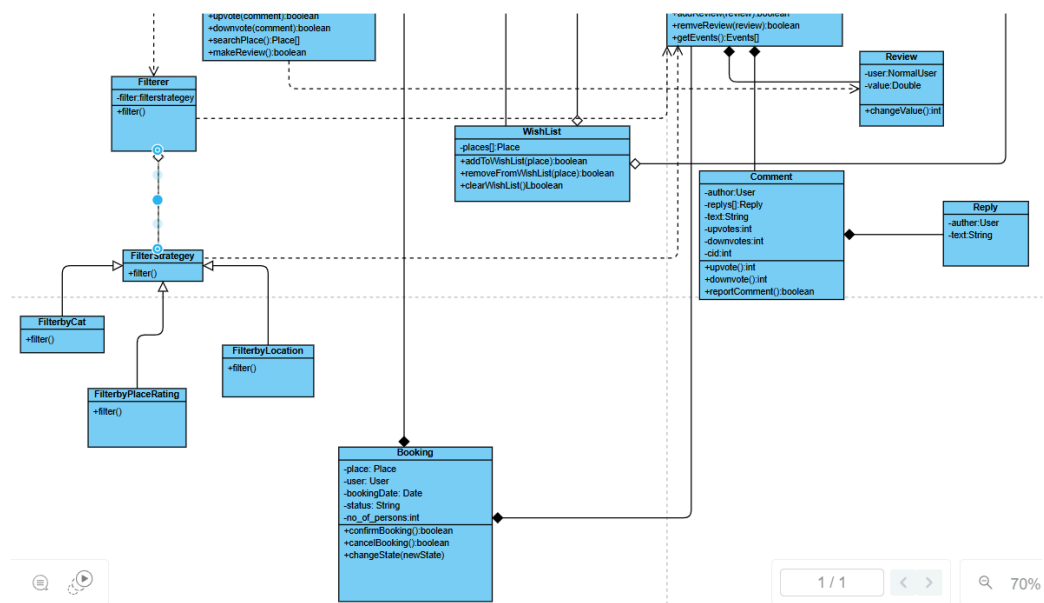 +upvote(comment):boolean
+downvote(comment):boolean
+searchPlace():Place[]
+makeReview():boolean
+addReview(review):boolean
+remveReview(review):boolean
+getEvents():Events[]
Review
-user:NormalUser
-value:Double
+changeValue():int
Filterer
-filter:filterstrategey
+filter()
WishList
-places[]:Place
+addToWishList(place):boolean
+removeFromWishList(place):boolean
+clearWishList()Lboolean
Comment
-author:User
-replys[]:Reply
-text:String
-upvotes:int
-downvotes:int
-cid:int
+upvote():int
+downvote():int
+reportComment():boolean
Reply
-auther:User
-text:String
FilterStrategey
+filter()
FilterbyCat
+filter()
FilterbyLocation
+filter()
FilterbyPlaceRating
+filter()
Booking
-place: Place
-user: User
-bookingDate: Date
-status: String
-no_of_persons:int
+confirmBooking():boolean
+cancelBooking():boolean
+changeState(newState)
1 / 1
70%